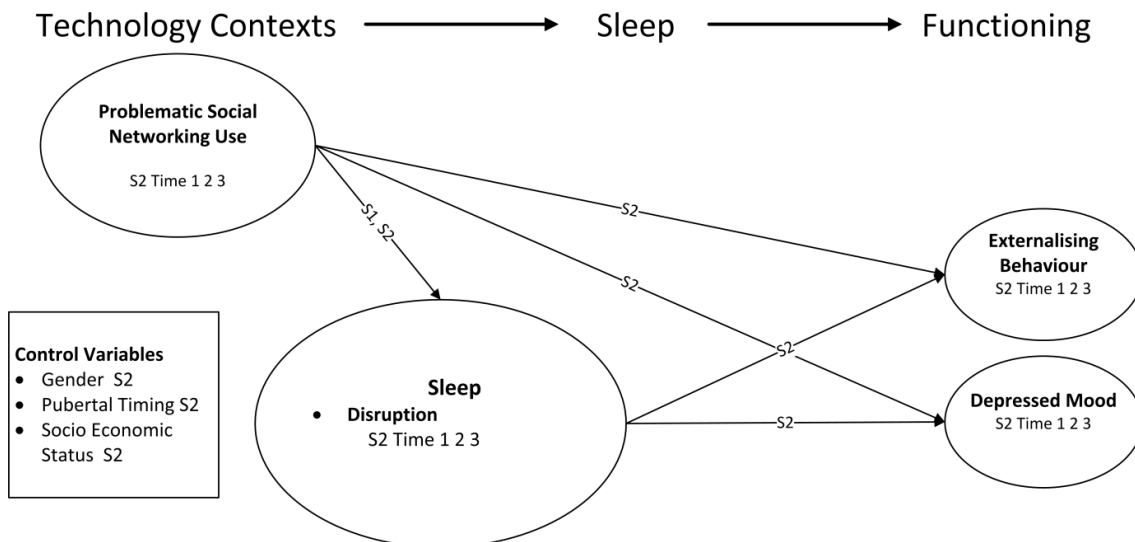 Technology Contexts
Sleep
Functioning
Problematic Social
Networking Use
S2 Time 1 2 3
S1, S2
S2
S2
S2
S2
Externalising
Behaviour
S2 Time 1 2 3
Control Variables
• Gender S2
• Pubertal Timing S2
• Socio Economic
Status S2
Sleep
• Disruption
S2 Time 1 2 3
Depressed Mood
S2 Time 1 2 3